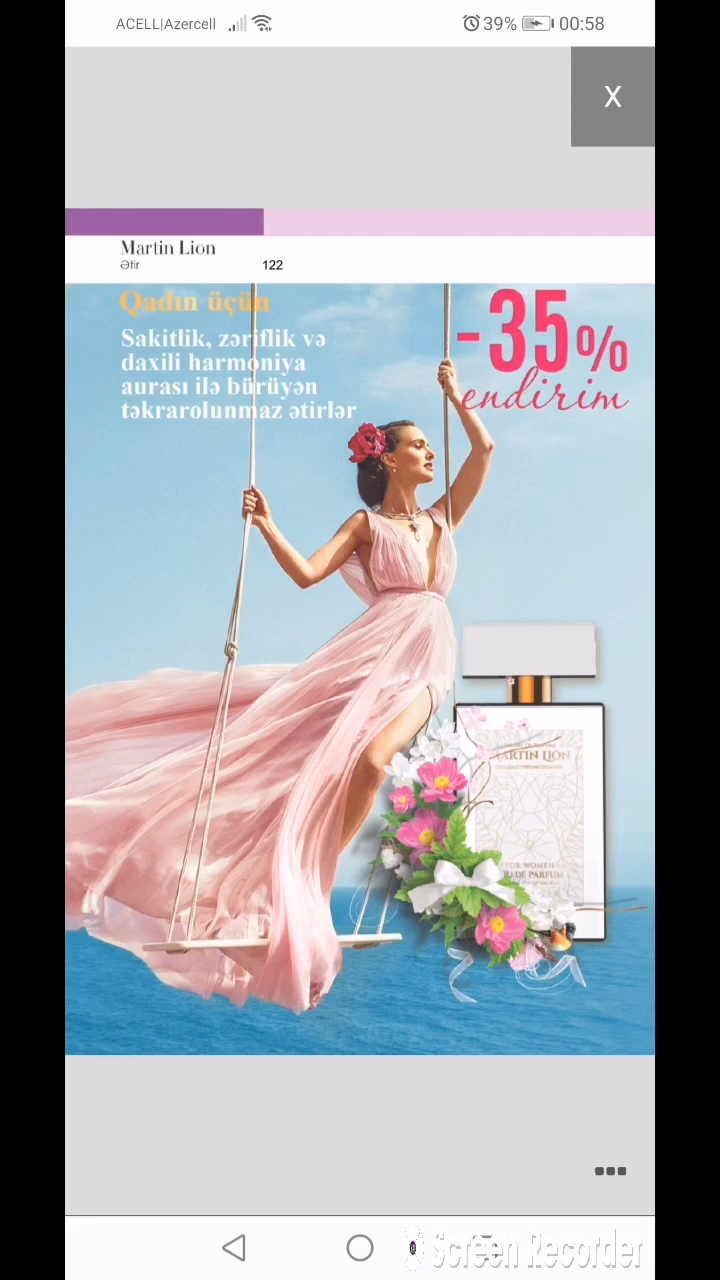 ACELL|Azercell
39%
00:58
X
Martin Lion
Ətir
122
Qadın üçün
Sakitlik, zəriflik və
daxili harmoniya
aurası ilə bürüyən
təkrarolunmaz ətirlər
-35%
endirim
MARTIN LION
FOR WOMEN
DE PARFUM
Screen Recorder